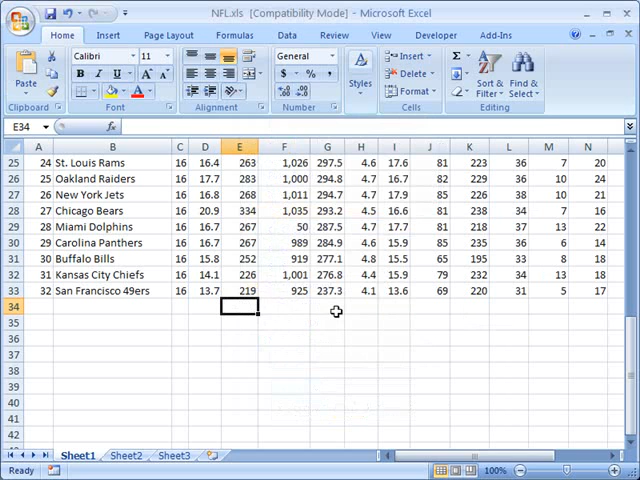 NFL.xls [Compatibility Mode] - Microsoft Excel
Home Insert Page Layout Formulas Data Review View Developer Add-Ins
Paste
Clipboard
Calibri 11
B I U
Font
Alignment
General
$ % ,
Number
Styles
Insert
Delete
Format
Cells
Sort & Filter
Find & Select
Editing
E34 fx
A B C D E F G H I J K L M N
25 24 St. Louis Rams 16 16.4 263 1,026 297.5 4.6 17.6 81 223 36 7 20
26 25 Oakland Raiders 16 17.7 283 1,000 294.8 4.7 16.7 82 229 36 10 24
27 26 New York Jets 16 16.8 268 1,011 294.7 4.7 17.9 85 226 38 10 21
28 27 Chicago Bears 16 20.9 334 1,035 293.2 4.5 16.6 81 238 34 7 16
29 28 Miami Dolphins 16 16.7 267 50 287.5 4.7 17.7 81 218 37 13 22
30 29 Carolina Panthers 16 16.7 267 989 284.9 4.6 15.9 85 235 36 6 14
31 30 Buffalo Bills 16 15.8 252 919 277.1 4.8 15.5 65 195 33 8 18
32 31 Kansas City Chiefs 16 14.1 226 1,001 276.8 4.4 15.9 79 232 34 13 18
33 32 San Francisco 49ers 16 13.7 219 925 237.3 4.1 13.6 69 220 31 5 17
34
35
36
37
38
39
40
41
42
Sheet1 Sheet2 Sheet3
Ready 100%